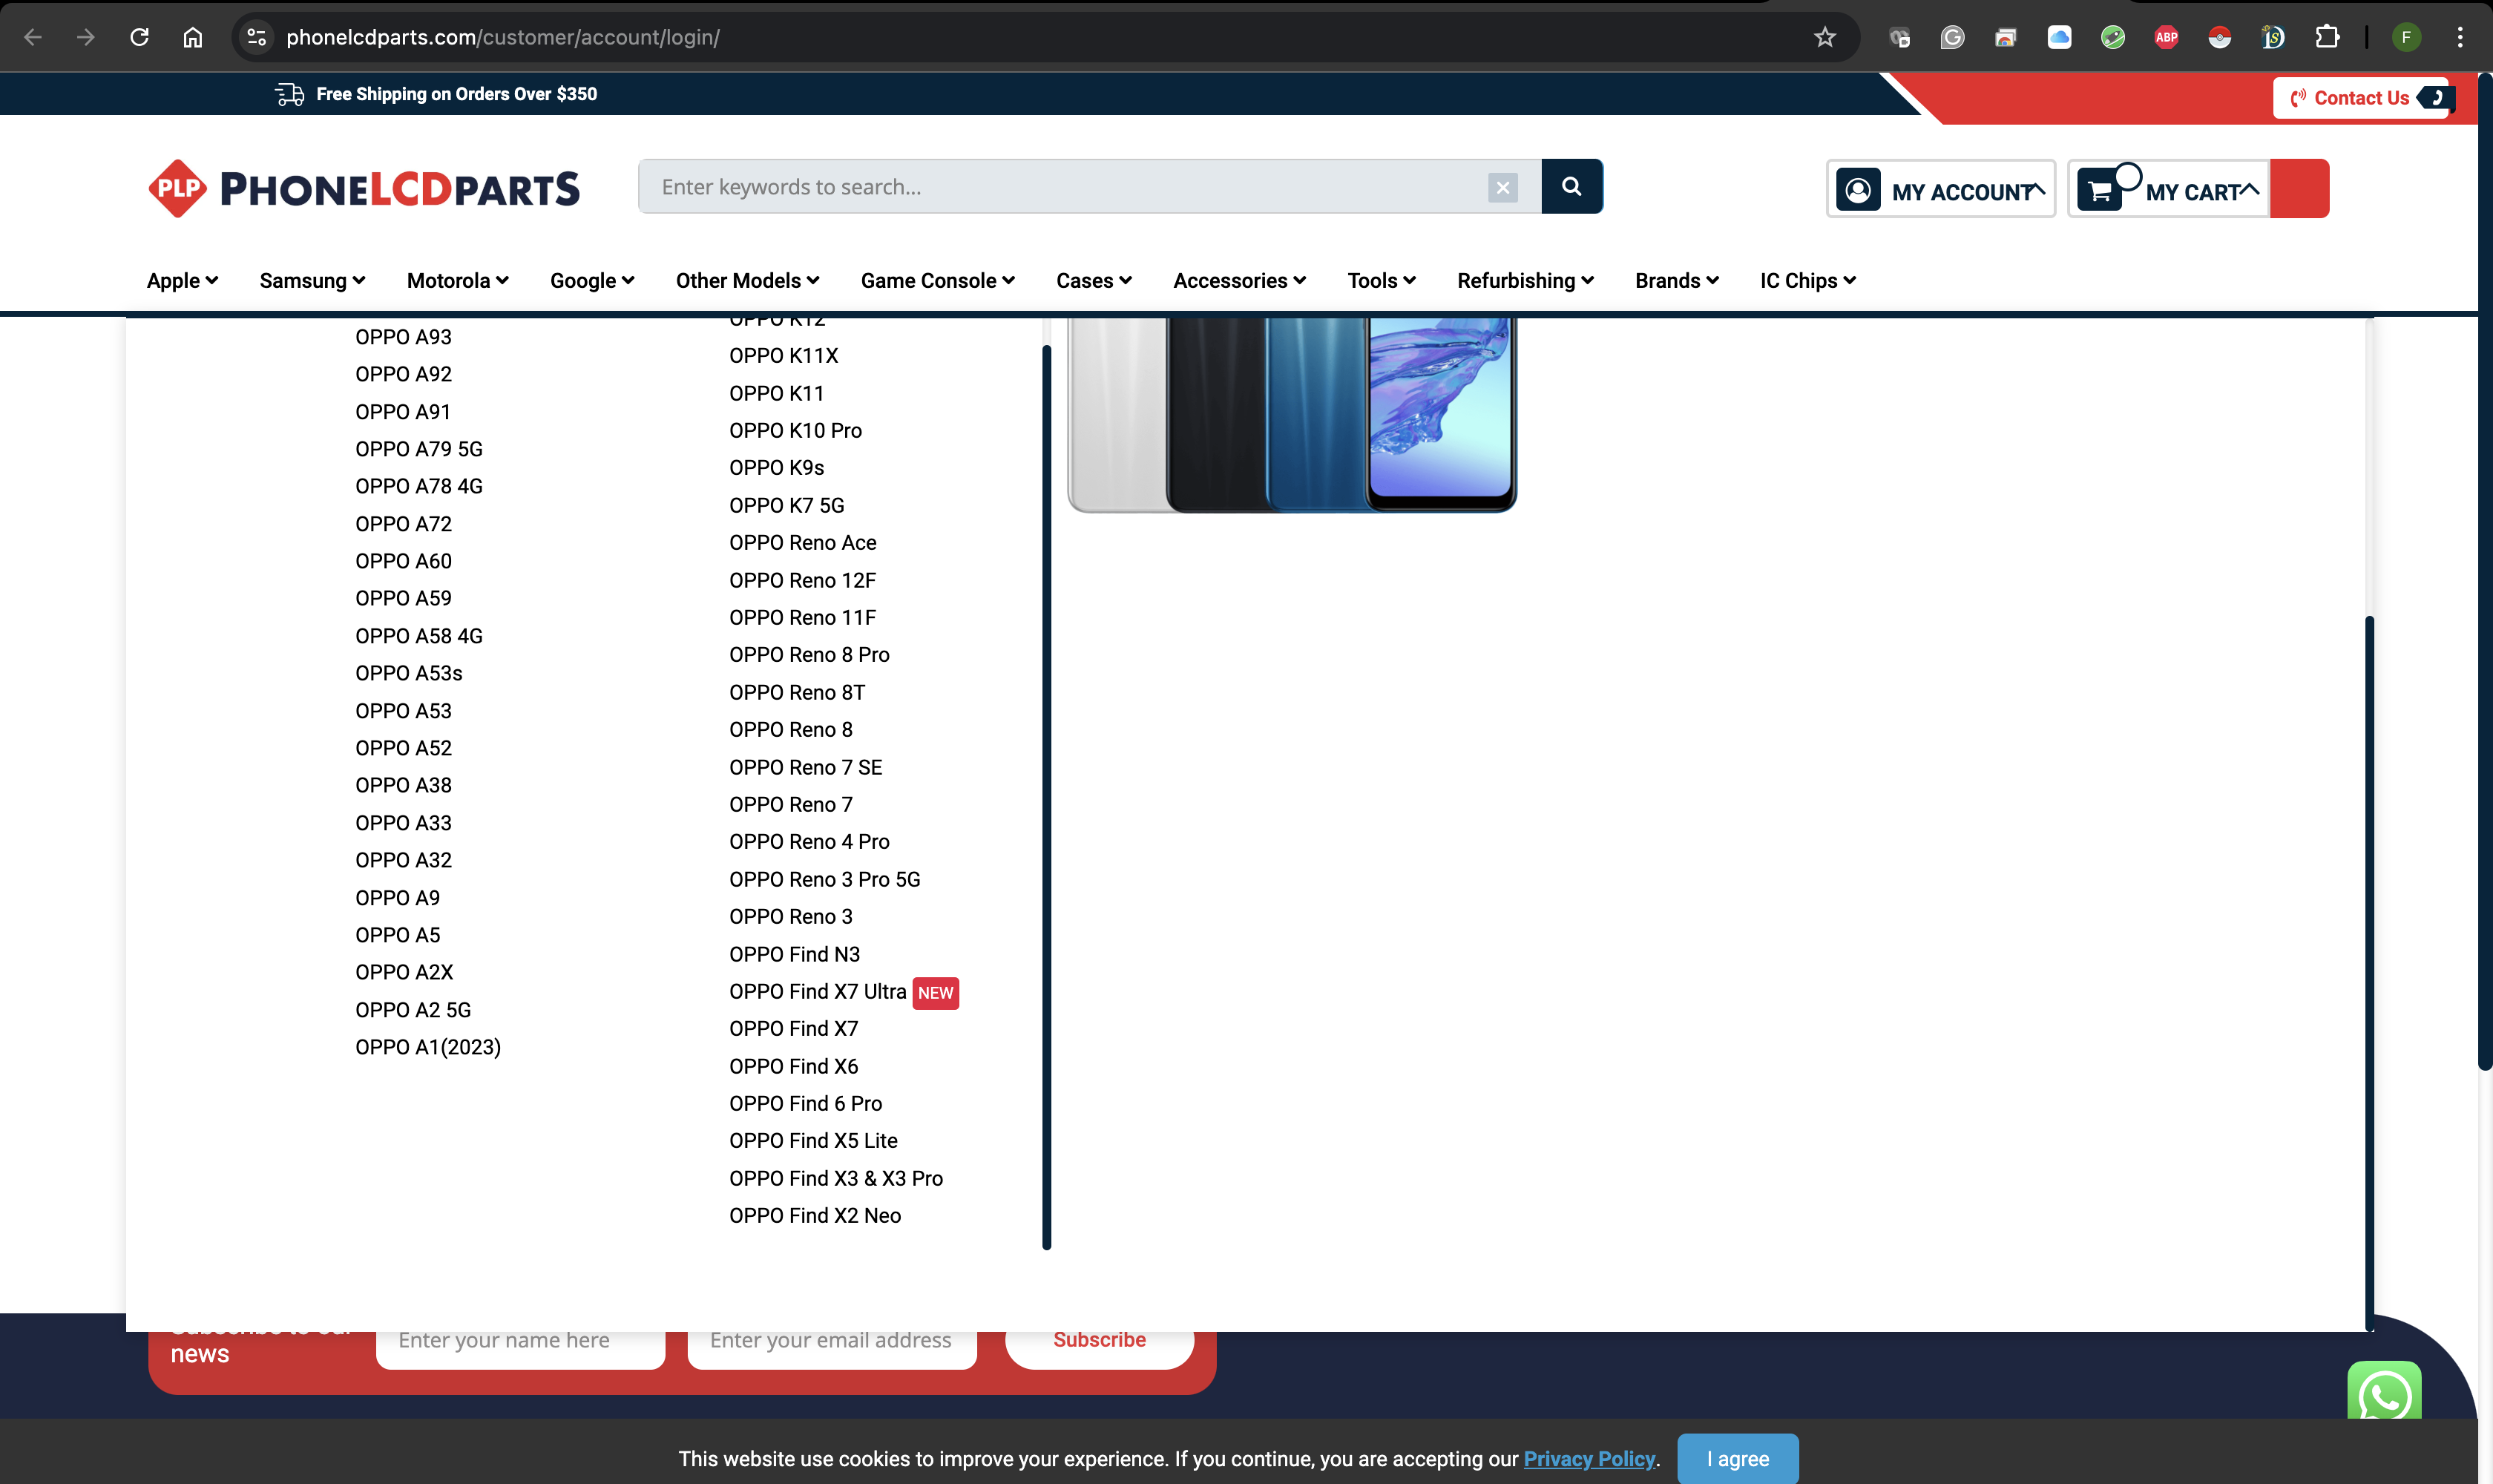 phonelcdparts.com/customer/account/login/
ABP
F
Free Shipping on Orders Over $350
Contact Us
PLP PHONELCDPARTS
Enter keywords to search...
MY ACCOUNT
MY CART
Apple
Samsung
Motorola
Google
Other Models
Game Console
Cases
Accessories
Tools
Refurbishing
Brands
IC Chips
OPPO A93
OPPO A92
OPPO A91
OPPO A79 5G
OPPO A78 4G
OPPO A72
OPPO A60
OPPO A59
OPPO A58 4G
OPPO A53s
OPPO A53
OPPO A52
OPPO A38
OPPO A33
OPPO A32
OPPO A9
OPPO A5
OPPO A2X
OPPO A2 5G
OPPO A1(2023)
OPPO K12
OPPO K11X
OPPO K11
OPPO K10 Pro
OPPO K9s
OPPO K7 5G
OPPO Reno Ace
OPPO Reno 12F
OPPO Reno 11F
OPPO Reno 8 Pro
OPPO Reno 8T
OPPO Reno 8
OPPO Reno 7 SE
OPPO Reno 7
OPPO Reno 4 Pro
OPPO Reno 3 Pro 5G
OPPO Reno 3
OPPO Find N3
OPPO Find X7 Ultra NEW
OPPO Find X7
OPPO Find X6
OPPO Find 6 Pro
OPPO Find X5 Lite
OPPO Find X3 & X3 Pro
OPPO Find X2 Neo
Subscribe to our
news
Enter your name here
Enter your email address
Subscribe
This website use cookies to improve your experience. If you continue, you are accepting our Privacy Policy.
I agree